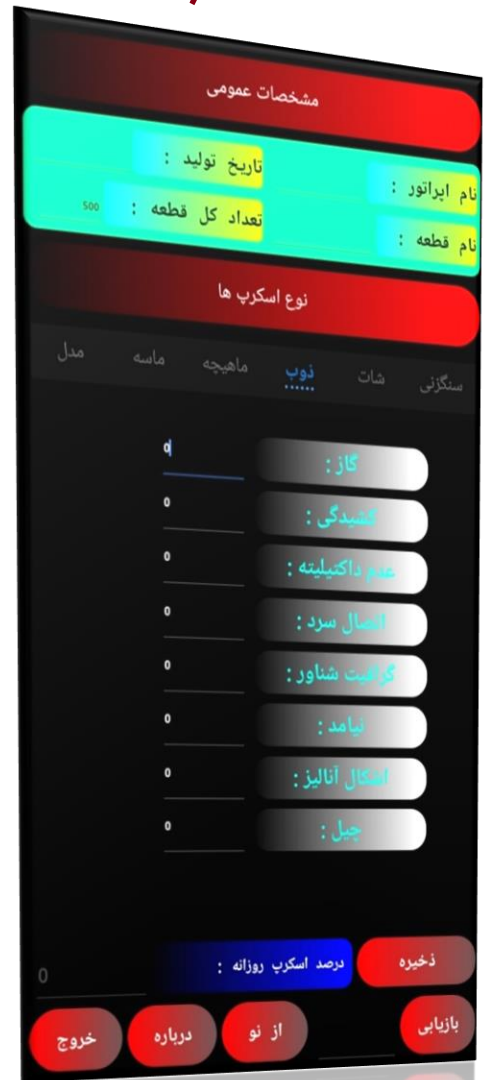 مشخصات عمومی
نام اپراتور : تاریخ تولید :
نام قطعه : تعداد کل قطعه : 500
نوع اسکرپ ها
سنگزنی شات ذوب ماهیچه ماسه مدل
گاز : 0
کشیدگی : 0
عدم داکتیلیته : 0
اتصال سرد : 0
گرافیت شناور : 0
نیامد : 0
اشکال آنالیز : 0
چیل : 0
ذخیره درصد اسکرپ روزانه : 0
بازیابی از نو درباره خروج